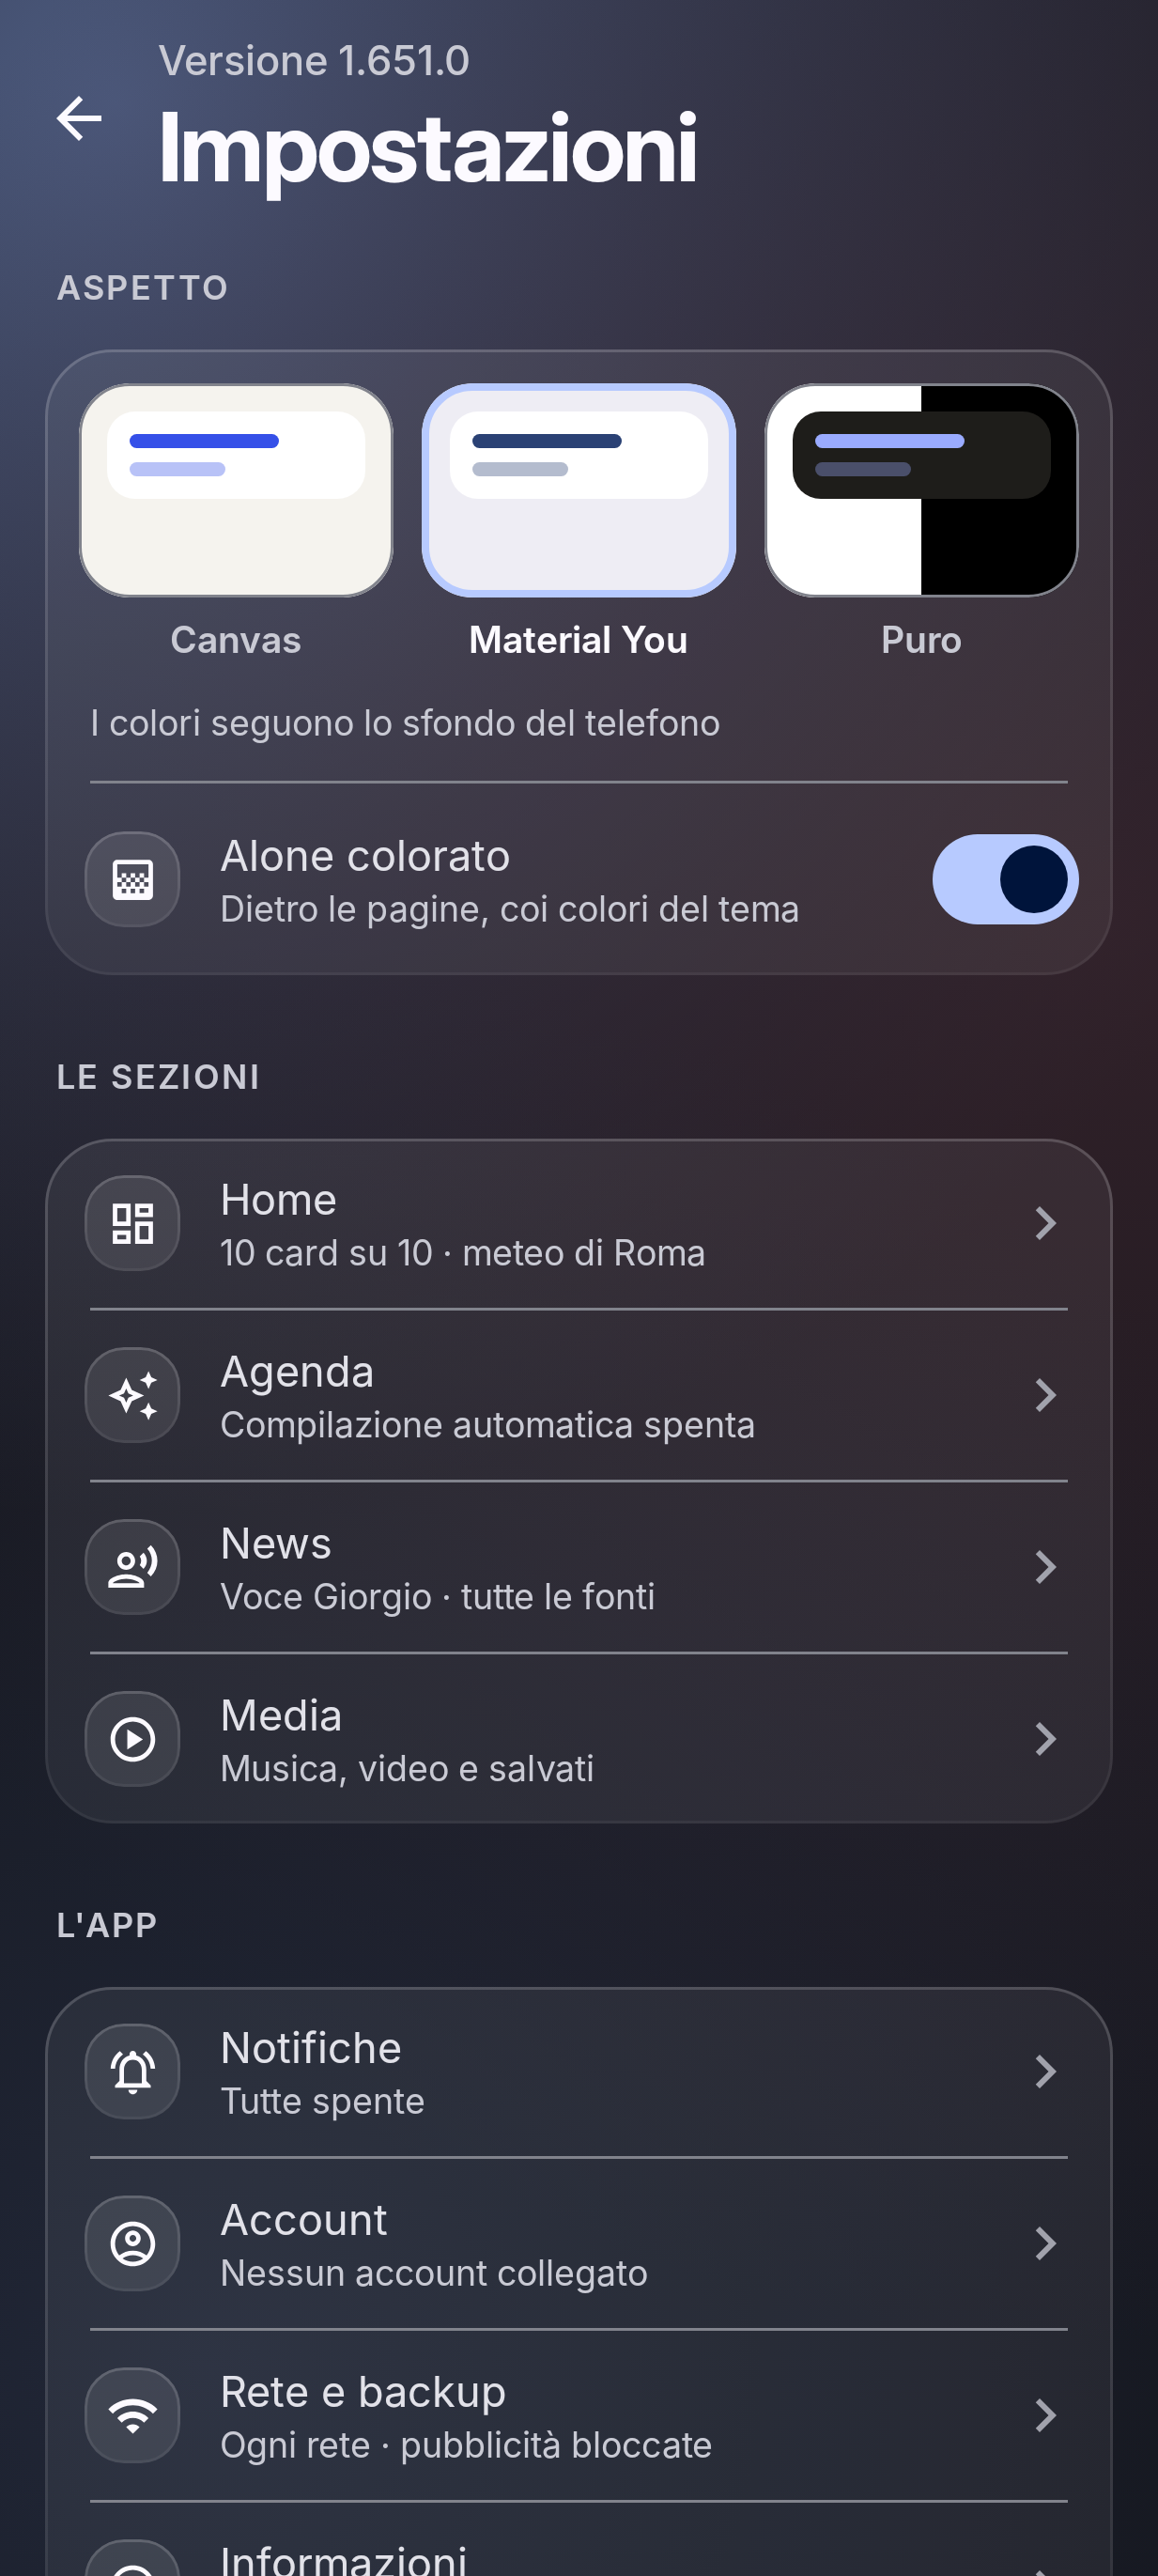 Versione 1.651.0
Impostazioni
ASPETTO
Canvas
Material You
Puro
I colori seguono lo sfondo del telefono
Alone colorato
Dietro le pagine, coi colori del tema
LE SEZIONI
Home
10 card su 10 · meteo di Roma
Agenda
Compilazione automatica spenta
News
Voce Giorgio · tutte le fonti
Media
Musica, video e salvati
L'APP
Notifiche
Tutte spente
Account
Nessun account collegato
Rete e backup
Ogni rete · pubblicità bloccate
Informazioni